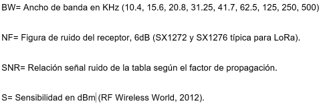 BW= Ancho de banda en KHz (10.4, 15.6, 20.8, 31.25, 41.7, 62.5, 125, 250, 500)
NF= Figura de ruido del receptor, 6dB (SX1272 y SX1276 típica para LoRa).
SNR= Relación señal ruido de la tabla según el factor de propagación.
S= Sensibilidad en dBm (RF Wireless World, 2012).